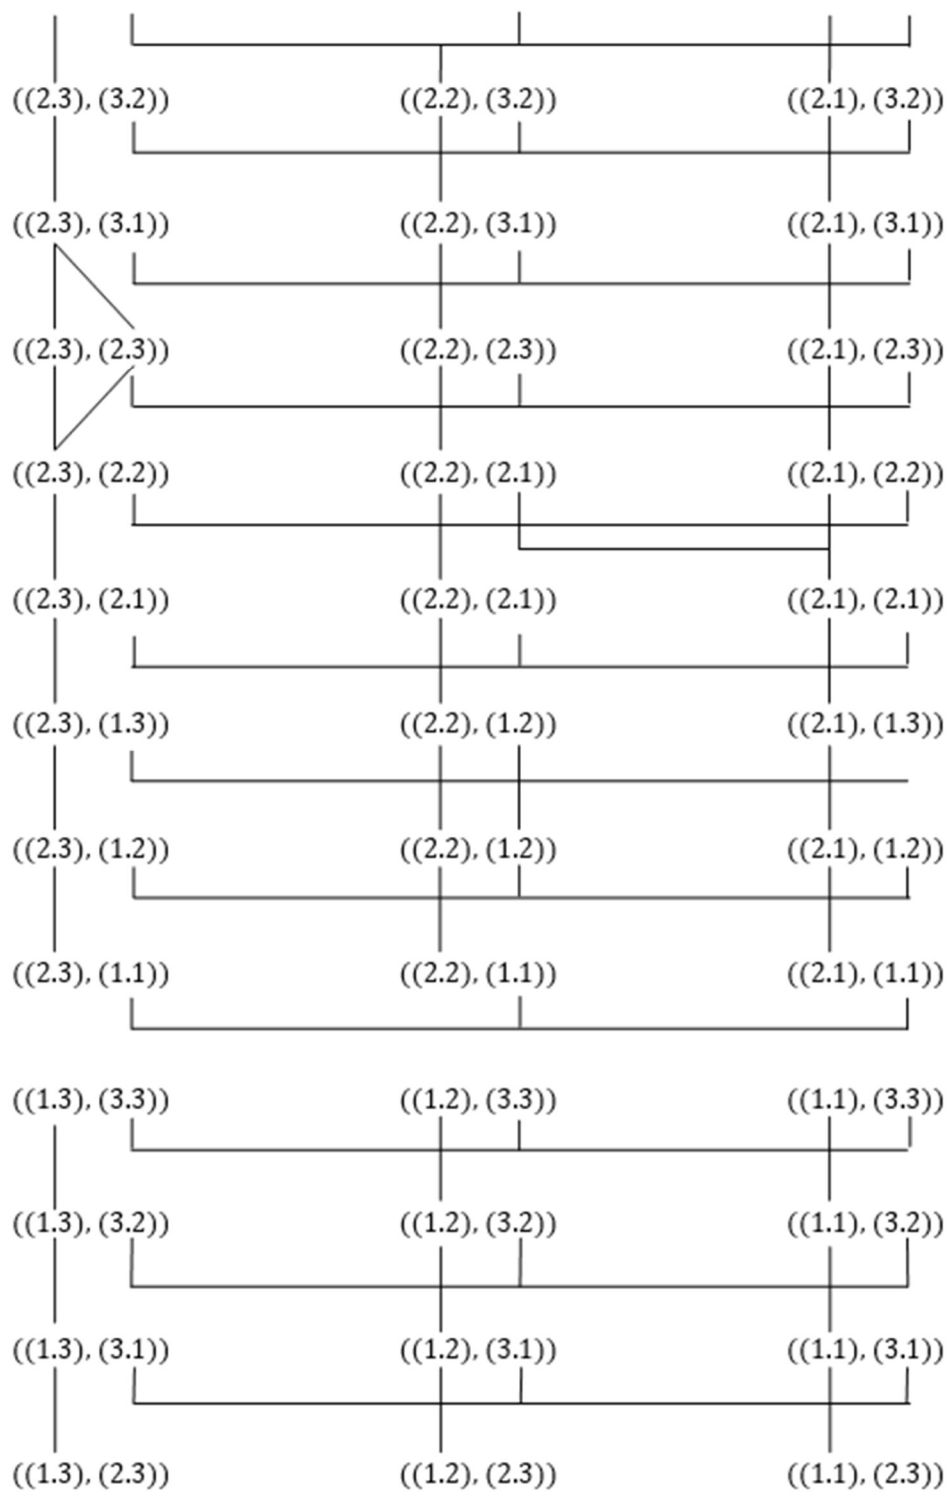 ((2.3), (3.2)) ((2.2), (3.2)) ((2.1), (3.2))
((2.3), (3.1)) ((2.2), (3.1)) ((2.1), (3.1))
((2.3), (2.3)) ((2.2), (2.3)) ((2.1), (2.3))
((2.3), (2.2)) ((2.2), (2.1)) ((2.1), (2.2))
((2.3), (2.1)) ((2.2), (2.1)) ((2.1), (2.1))
((2.3), (1.3)) ((2.2), (1.2)) ((2.1), (1.3))
((2.3), (1.2)) ((2.2), (1.2)) ((2.1), (1.2))
((2.3), (1.1)) ((2.2), (1.1)) ((2.1), (1.1))
((1.3), (3.3)) ((1.2), (3.3)) ((1.1), (3.3))
((1.3), (3.2)) ((1.2), (3.2)) ((1.1), (3.2))
((1.3), (3.1)) ((1.2), (3.1)) ((1.1), (3.1))
((1.3), (2.3)) ((1.2), (2.3)) ((1.1), (2.3))